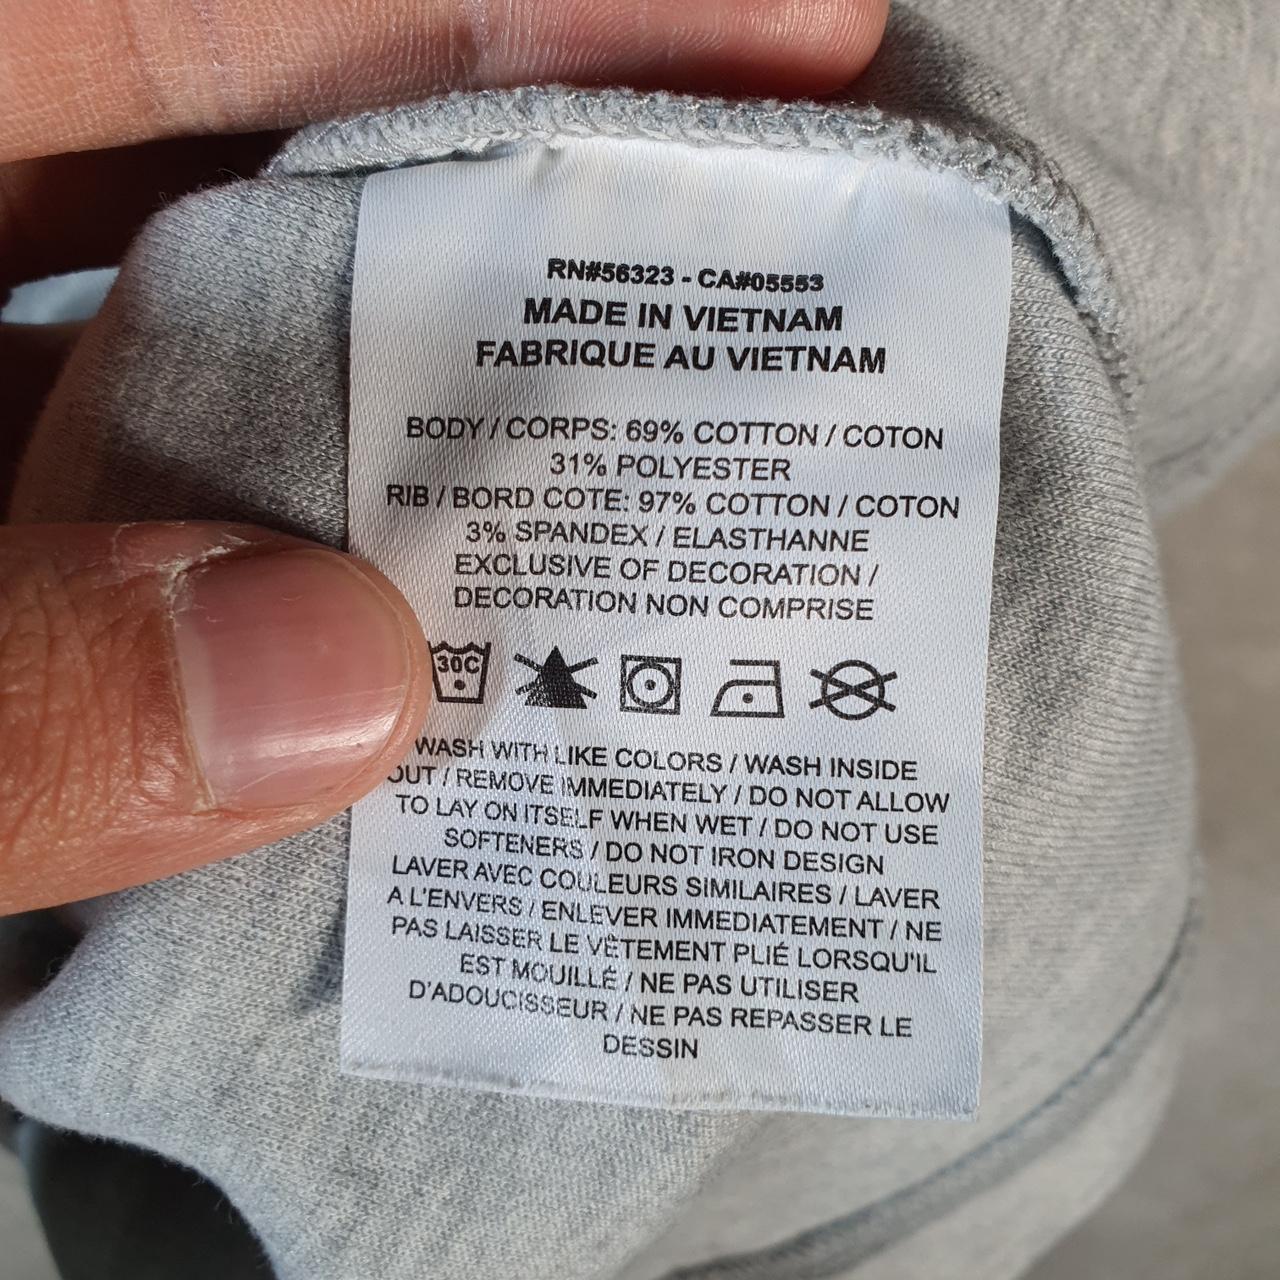 RN#56323 - CA#05553
MADE IN VIETNAM
FABRIQUE AU VIETNAM
BODY / CORPS: 69% COTTON / COTON
31% POLYESTER
RIB / BORD COTE: 97% COTTON / COTON
3% SPANDEX / ELASTHANNE
EXCLUSIVE OF DECORATION /
DECORATION NON COMPRISE
30C
WASH WITH LIKE COLORS / WASH INSIDE
OUT / REMOVE IMMEDIATELY / DO NOT ALLOW
TO LAY ON ITSELF WHEN WET / DO NOT USE
SOFTENERS / DO NOT IRON DESIGN
LAVER AVEC COULEURS SIMILAIRES / LAVER
A L'ENVERS / ENLEVER IMMEDIATEMENT / NE
PAS LAISSER LE VÊTEMENT PLIÉ LORSQU'IL
EST MOUILLÉ / NE PAS UTILISER
D'ADOUCISSEUR / NE PAS REPASSER LE
DESSIN